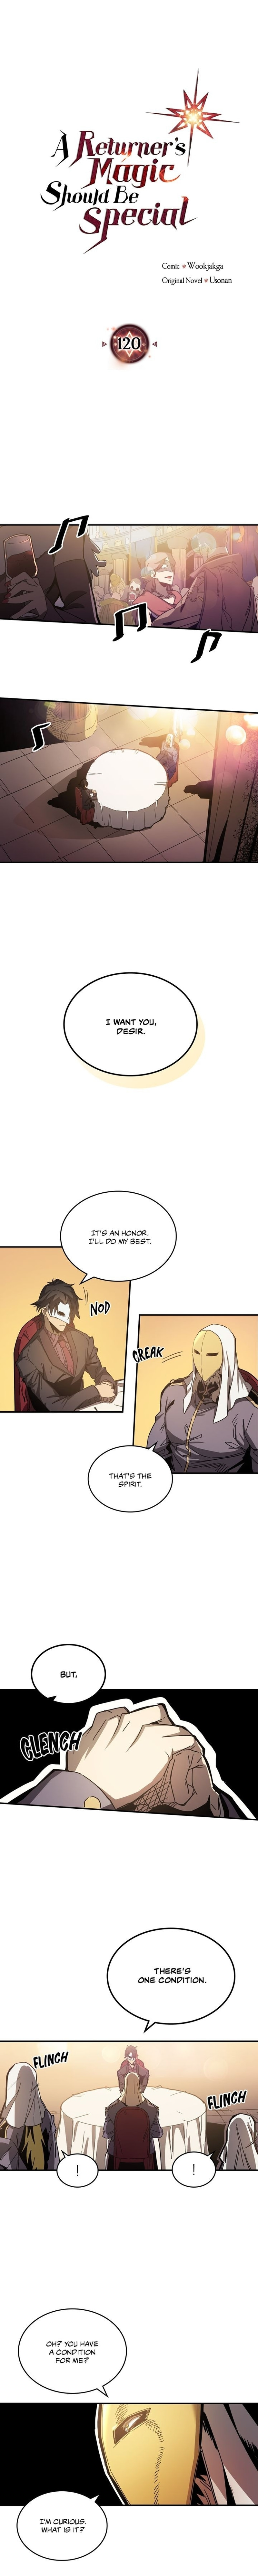 A Returner's
Magic
Should Be
Special
Comic Wookjakga
Original Novel Usonan
120
I WANT YOU,
DESIR.
IT'S AN HONOR.
I'LL DO MY BEST.
NOD
CREAK
THAT'S THE
SPIRIT.
BUT,
CLENCH
THERE'S
ONE CONDITION.
FLINCH
FLINCH
!
!
OH? YOU HAVE
A CONDITION
FOR ME?
I'M CURIOUS.
WHAT IS IT?